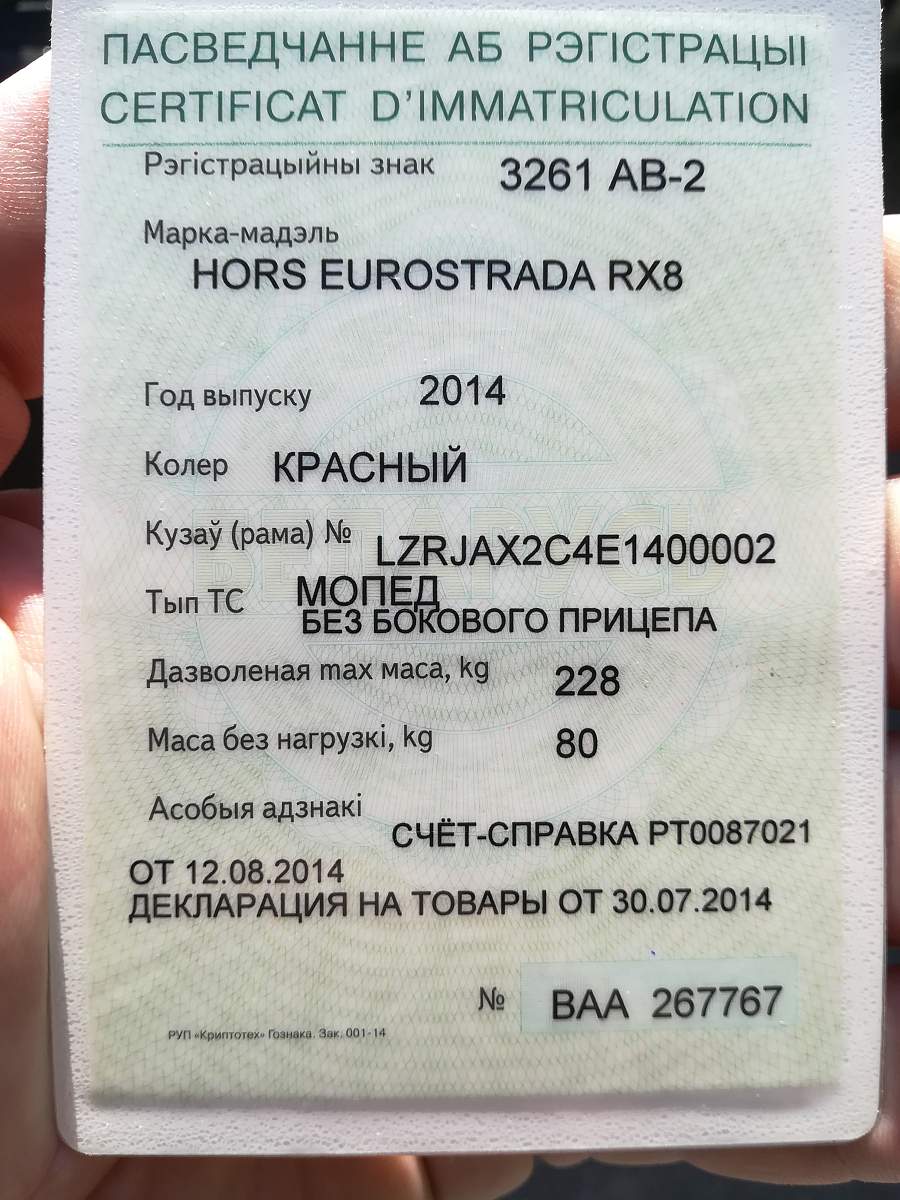 ПАСВЕДЧАННЕ АБ РЭГІСТРАЦЫІ
CERTIFICAT D'IMMATRICULATION
Рэгістрацыйны знак 3261 AB-2
Марка-мадэль
HORS EUROSTRADA RX8
Год выпуску 2014
Колер КРАСНЫЙ
БЕЛАРУСЬ
Кузаў (рама) № LZRJAX2C4E1400002
Тып ТС МОПЕД
БЕЗ БОКОВОГО ПРИЦЕПА
Дазволеная max маса, kg 228
Маса без нагрузкі, kg 80
Асобыя адзнакі
СЧЁТ-СПРАВКА РТ0087021
ОТ 12.08.2014
ДЕКЛАРАЦИЯ НА ТОВАРЫ ОТ 30.07.2014
№ ВАА 267767
РУП «Криптотех» Гознака. Зак. 001-14